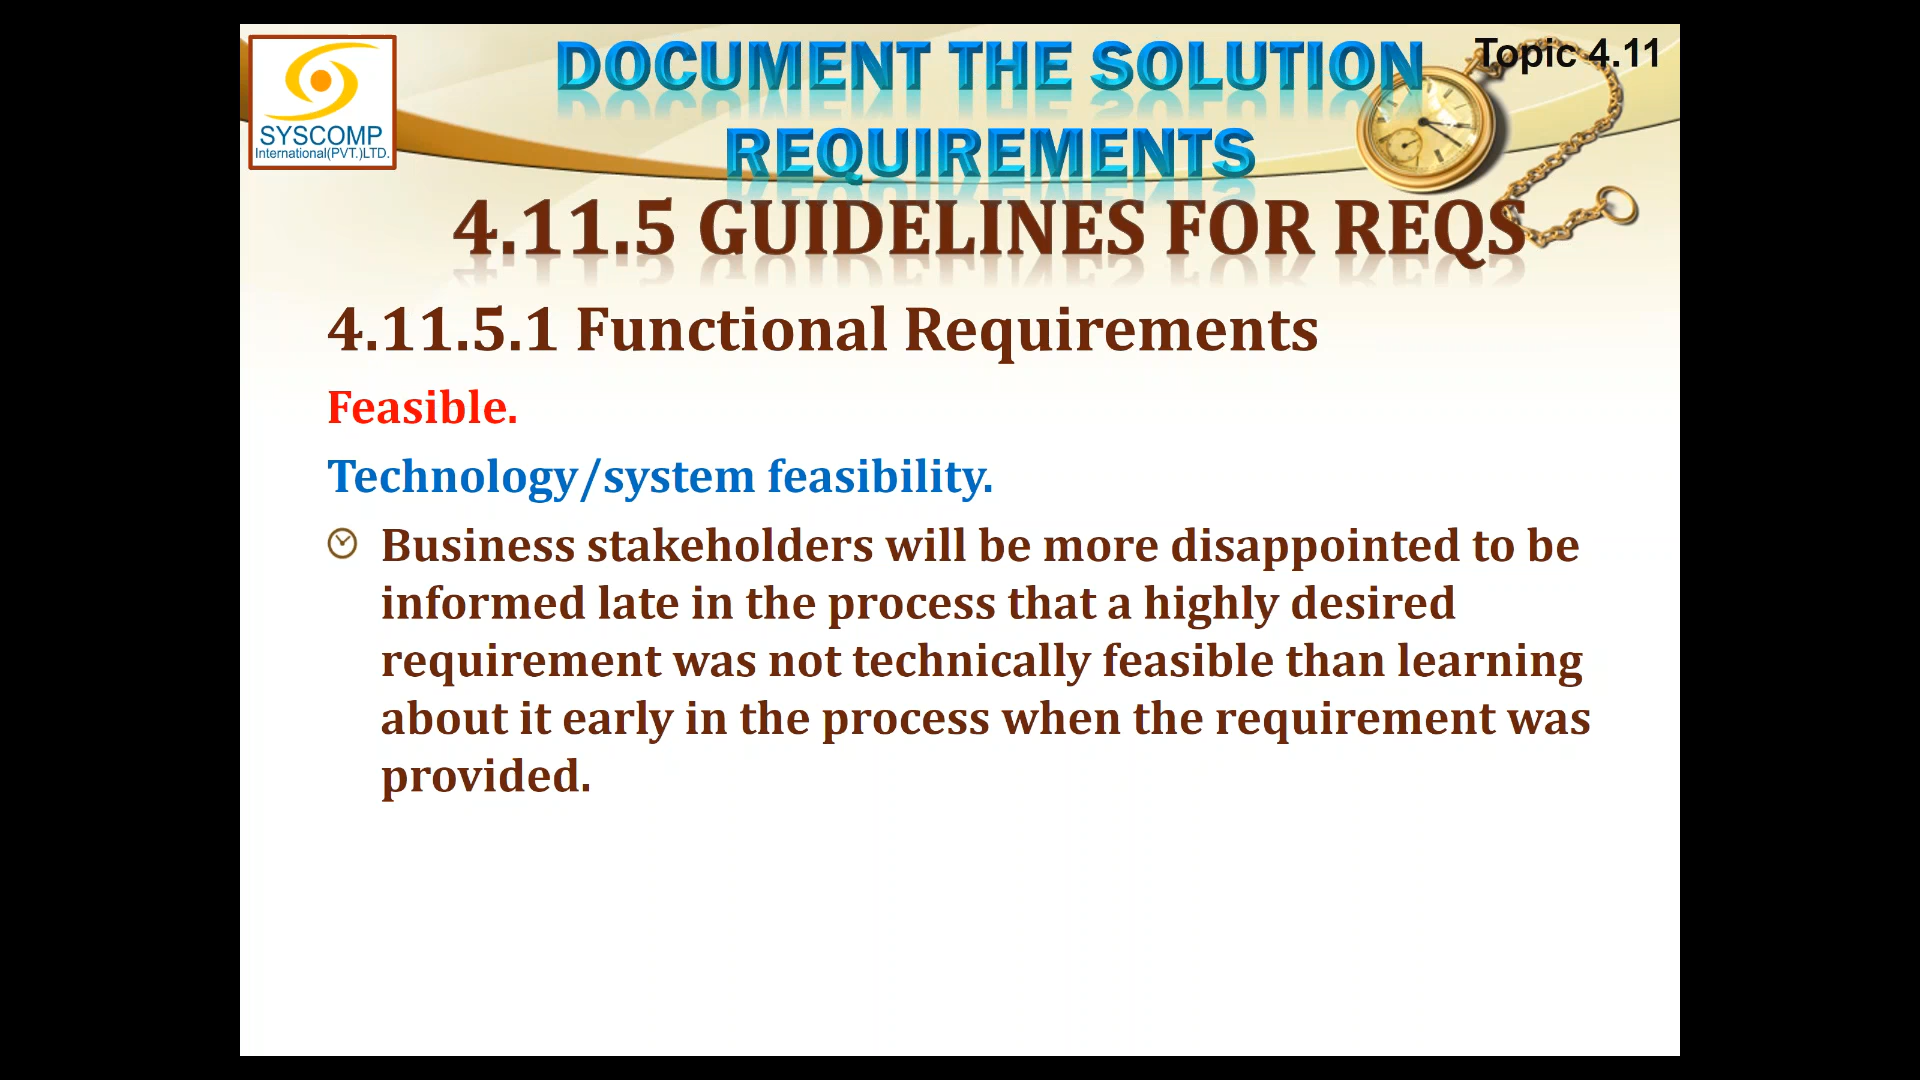 SYSCOMP
International(PVT.)LTD.
DOCUMENT THE SOLUTION
REQUIREMENTS
Topic 4.11
4.11.5 GUIDELINES FOR REQS
4.11.5.1 Functional Requirements
Feasible.
Technology/system feasibility.
Business stakeholders will be more disappointed to be
informed late in the process that a highly desired
requirement was not technically feasible than learning
about it early in the process when the requirement was
provided.